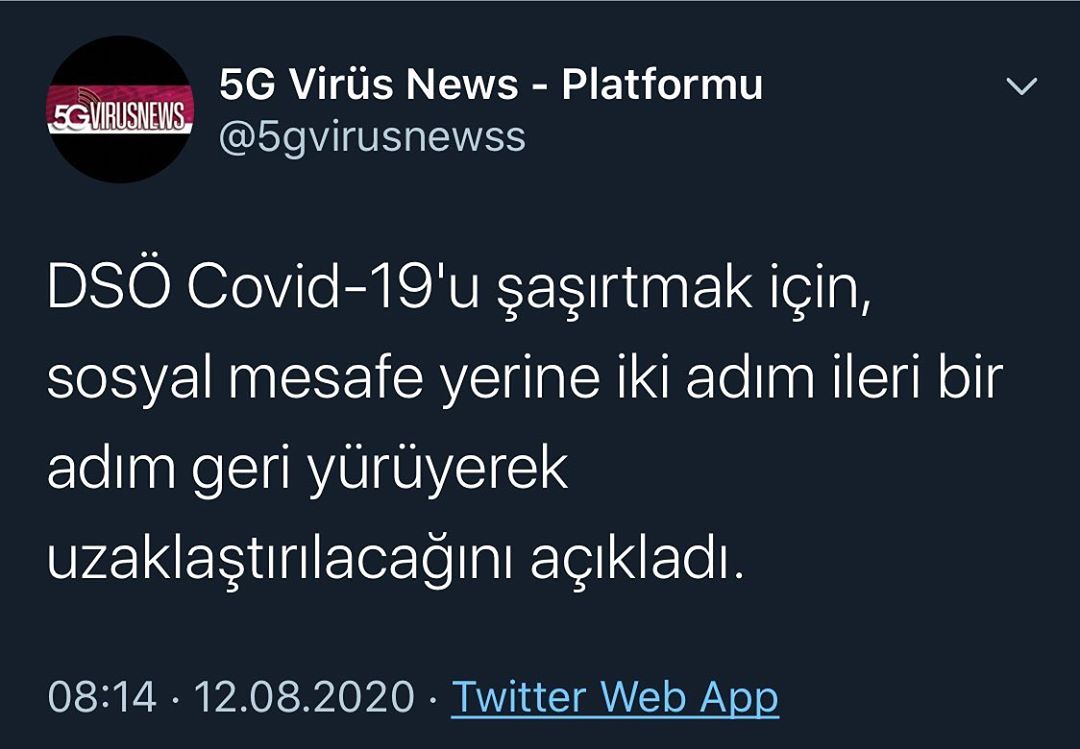 5GVIRUSNEWS
5G Virüs News - Platformu
@5gvirusnewss
DSÖ Covid-19'u şaşırtmak için,
sosyal mesafe yerine iki adım ileri bir
adım geri yürüyerek
uzaklaştırılacağını açıkladı.
08:14 · 12.08.2020 · Twitter Web App